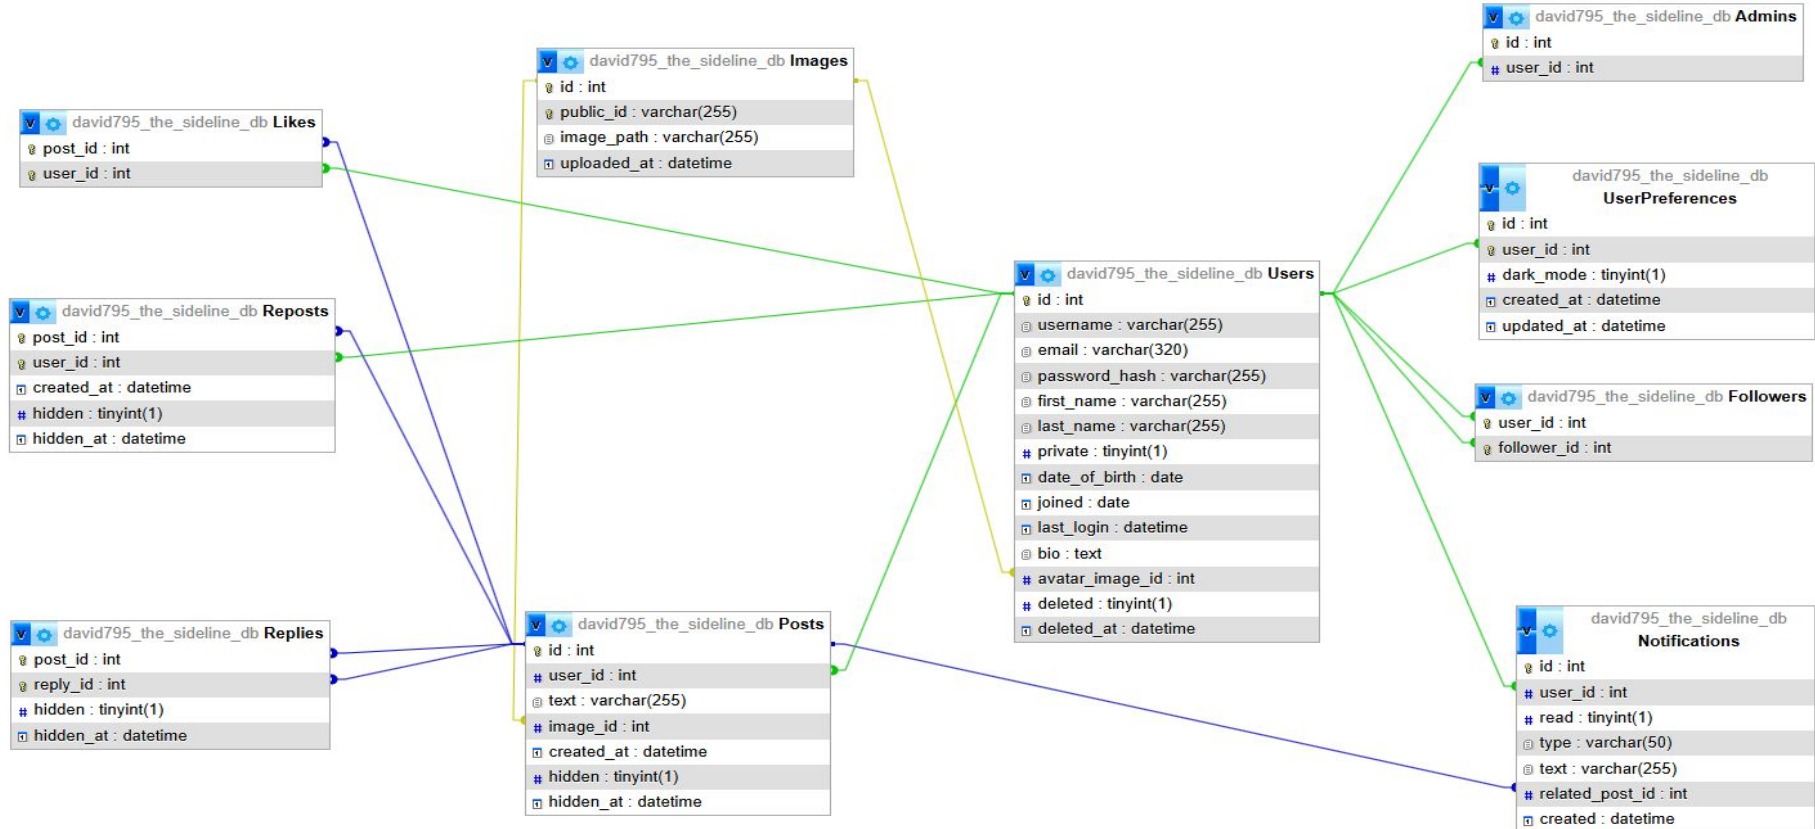 david795_the_sideline_db Admins
id : int
user_id : int
david795_the_sideline_db Images
id : int
public_id : varchar(255)
image_path : varchar(255)
uploaded_at : datetime
david795_the_sideline_db Likes
post_id : int
user_id : int
david795_the_sideline_db
UserPreferences
id : int
user_id : int
dark_mode : tinyint(1)
created_at : datetime
updated_at : datetime
david795_the_sideline_db Users
id : int
username : varchar(255)
email : varchar(320)
password_hash : varchar(255)
first_name : varchar(255)
last_name : varchar(255)
private : tinyint(1)
date_of_birth : date
joined : date
last_login : datetime
bio : text
avatar_image_id : int
deleted : tinyint(1)
deleted_at : datetime
david795_the_sideline_db Reposts
post_id : int
user_id : int
created_at : datetime
hidden : tinyint(1)
hidden_at : datetime
david795_the_sideline_db Followers
user_id : int
follower_id : int
david795_the_sideline_db Replies
post_id : int
reply_id : int
hidden : tinyint(1)
hidden_at : datetime
david795_the_sideline_db Posts
id : int
user_id : int
text : varchar(255)
image_id : int
created_at : datetime
hidden : tinyint(1)
hidden_at : datetime
david795_the_sideline_db
Notifications
id : int
user_id : int
read : tinyint(1)
type : varchar(50)
text : varchar(255)
related_post_id : int
created : datetime